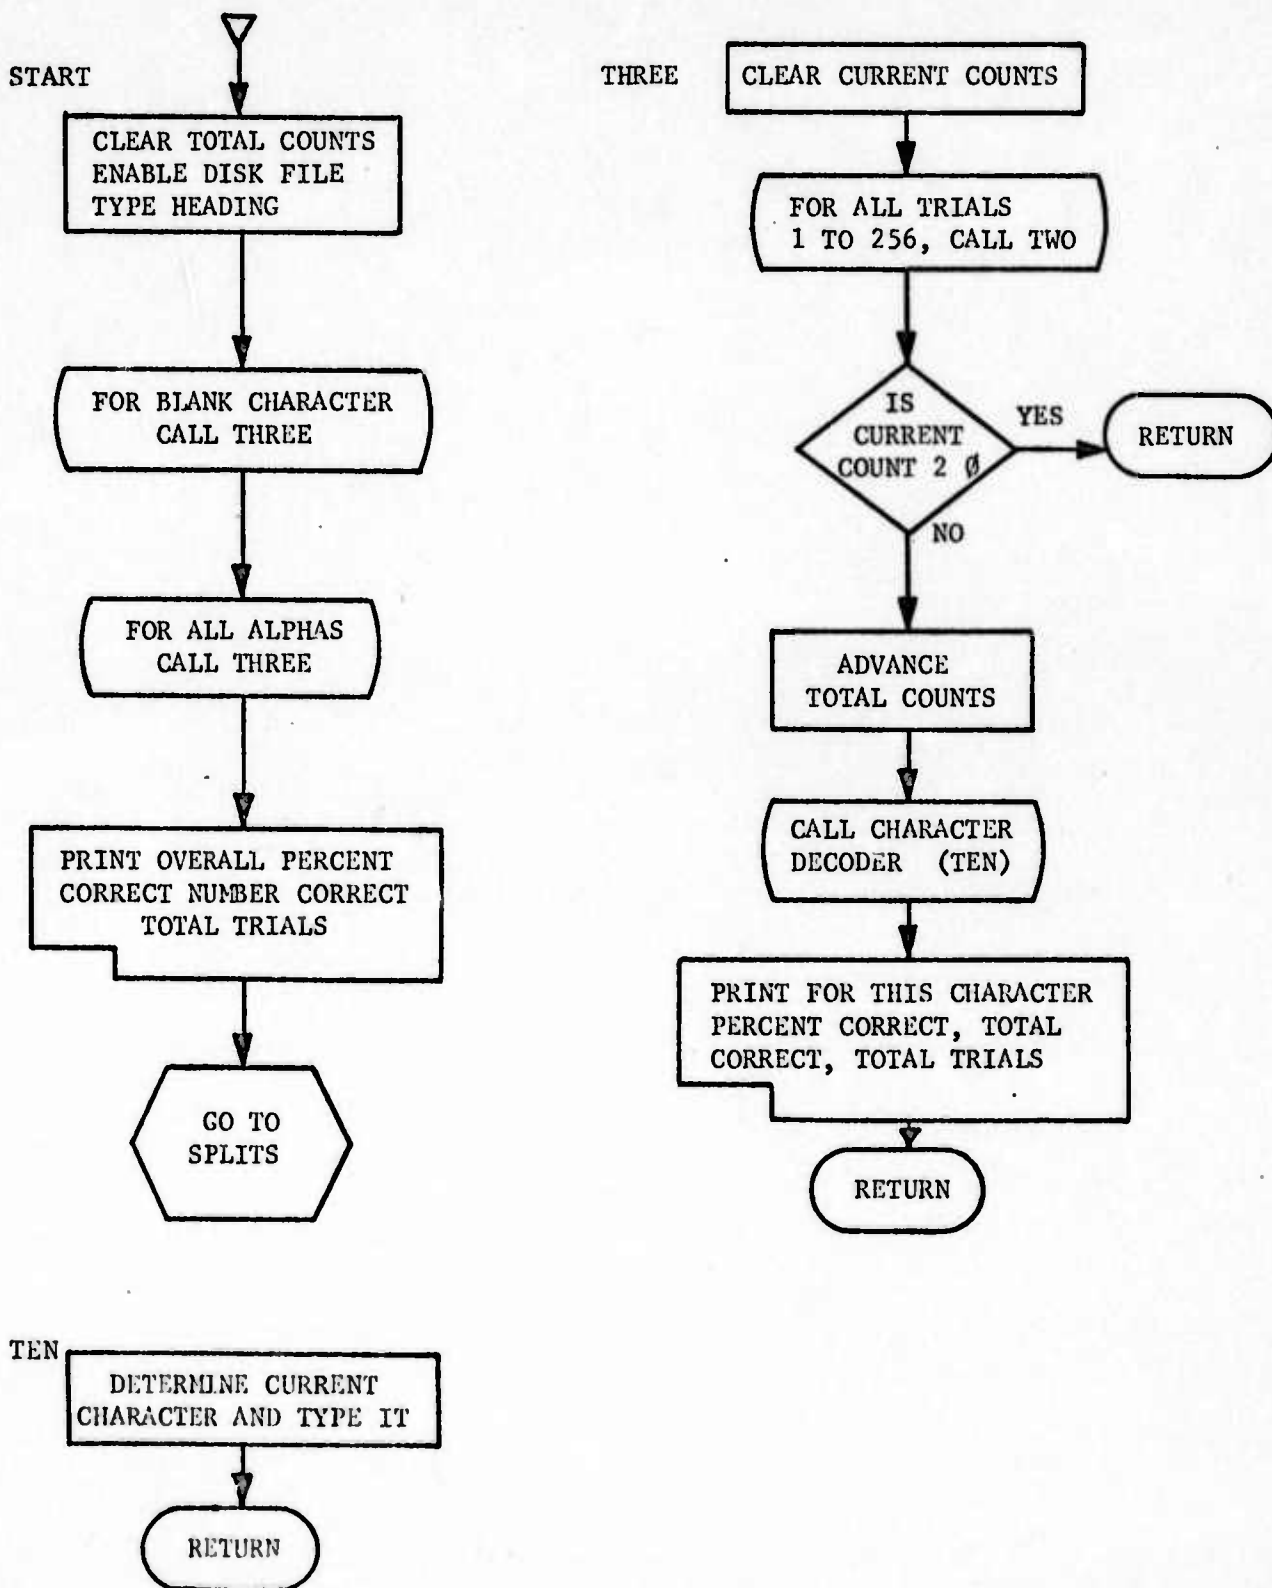 START
CLEAR TOTAL COUNTS
ENABLE DISK FILE
TYPE HEADING
FOR BLANK CHARACTER
CALL THREE
FOR ALL ALPHAS
CALL THREE
PRINT OVERALL PERCENT
CORRECT NUMBER CORRECT
TOTAL TRIALS
GO TO
SPLITS
TEN
DETERMINE CURRENT
CHARACTER AND TYPE IT
RETURN
THREE
CLEAR CURRENT COUNTS
FOR ALL TRIALS
1 TO 256, CALL TWO
IS
CURRENT
COUNT 2 Ø
YES
RETURN
NO
ADVANCE
TOTAL COUNTS
CALL CHARACTER
DECODER (TEN)
PRINT FOR THIS CHARACTER
PERCENT CORRECT, TOTAL
CORRECT, TOTAL TRIALS
RETURN